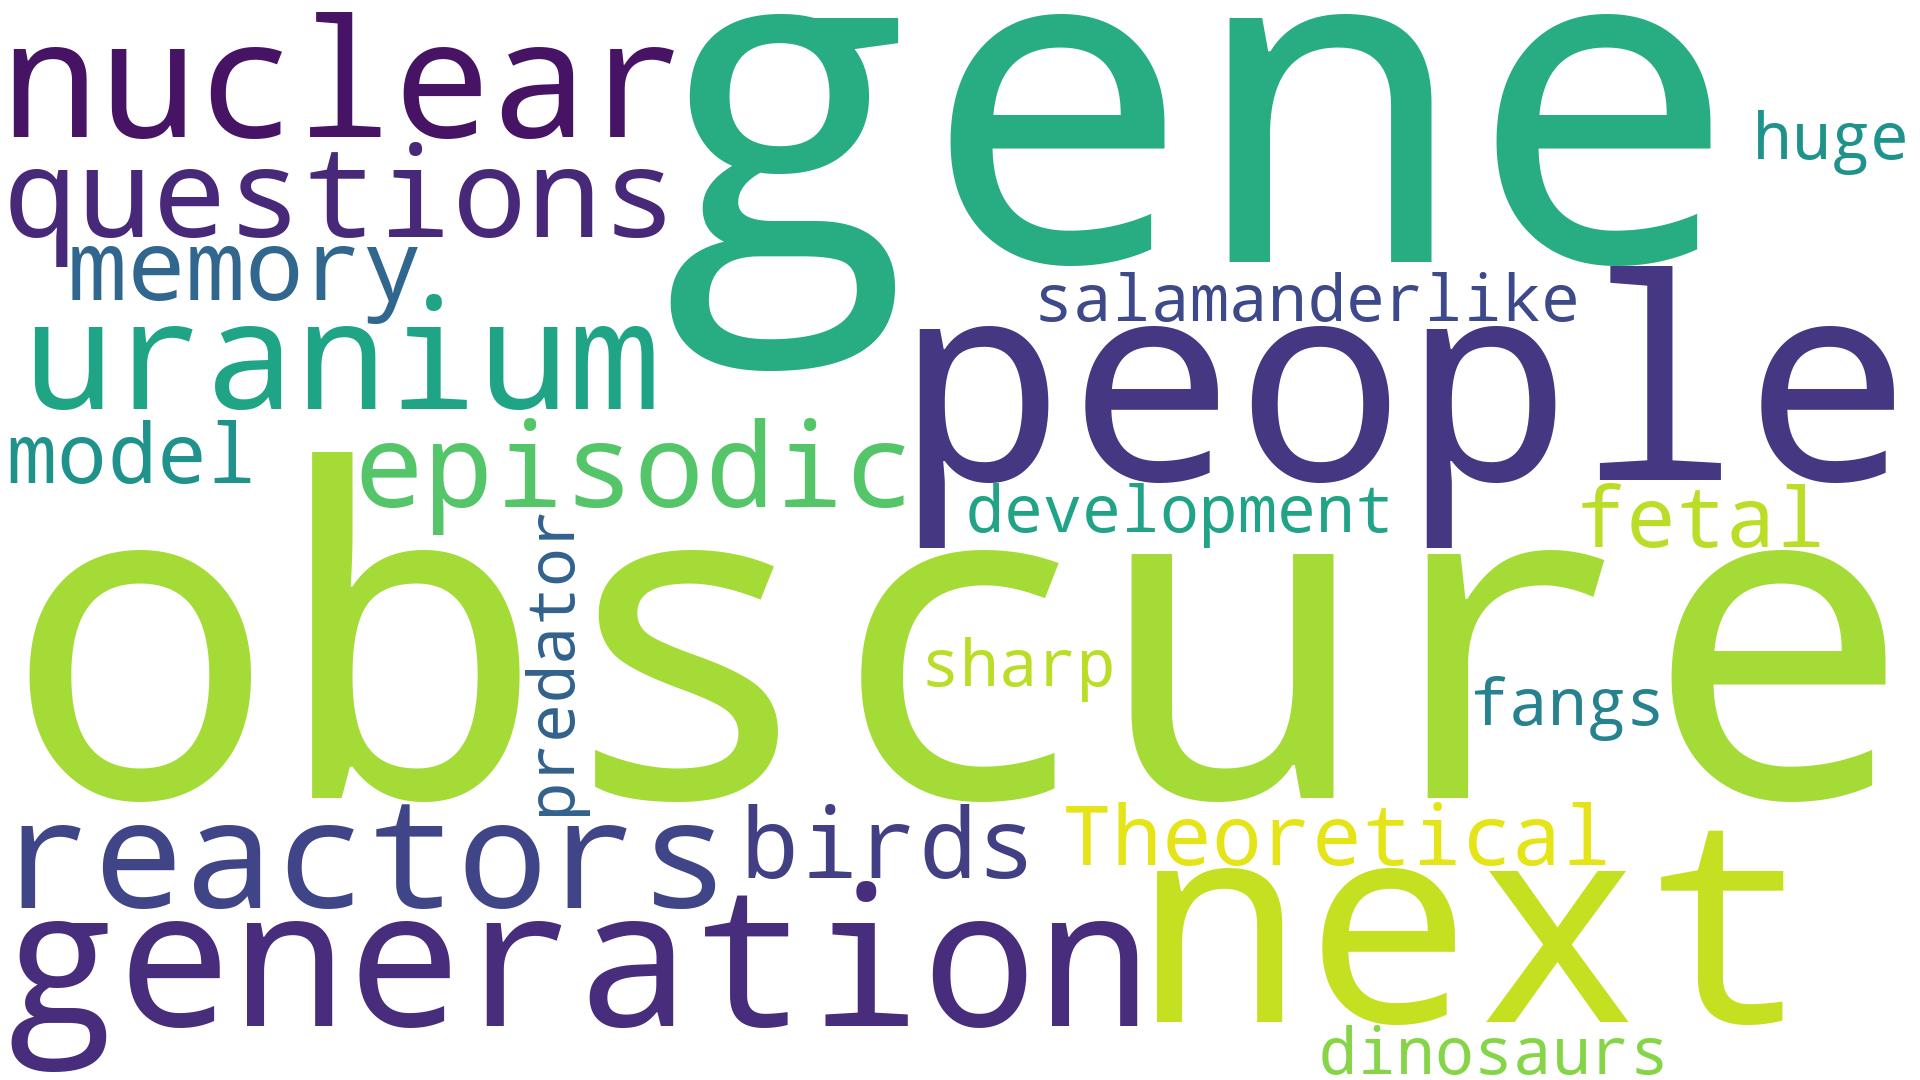 nuclear
gene
huge
questions
memory
salamanderlike
uranium
people
model
episodic
development
fetal
obscure
predator
sharp
fangs
reactors
birds
Theoretical
generation
next
dinosaurs